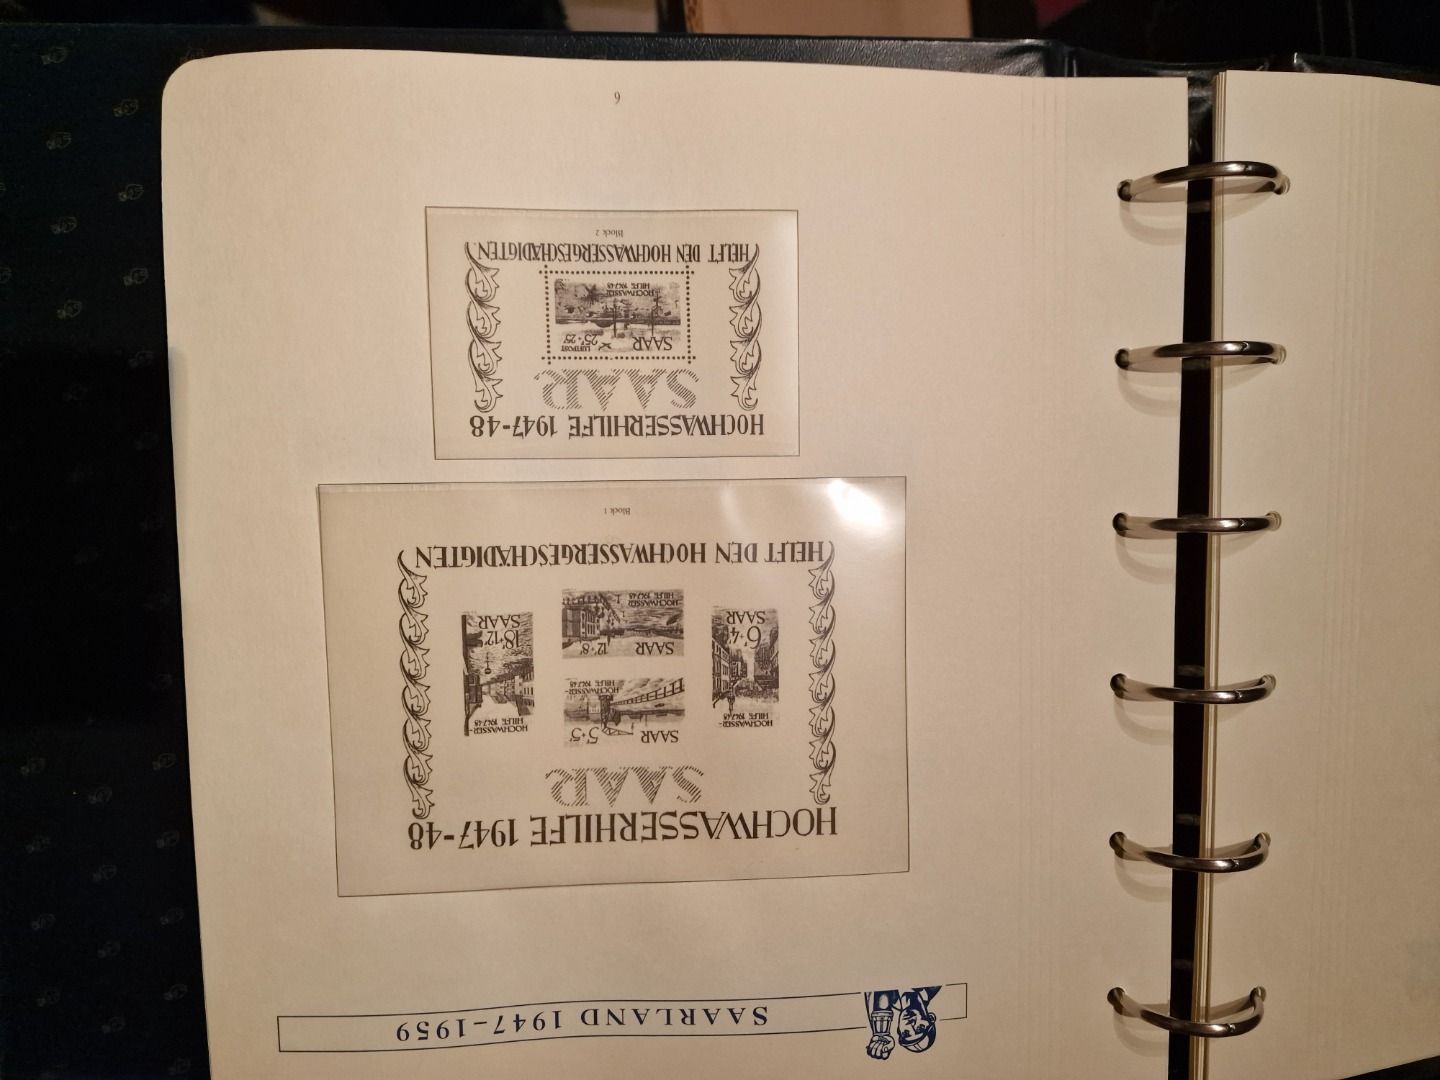 SAARLAND 1947–1959
HOCHWASSERHILFE 1947-48
SAAR
SAAR 5+5
HOCHWASSER-
HILFE 1947.48
HOCHWASSER-
HILFE 1947.48
6+4
SAAR
SAAR 12+8
HOCHWASSER
HILFE 1947.48
HOCHWASSER-
HILFE 1947.48
18+12
SAAR
HELFT DEN HOCHWASSERGESCHÄDIGTEN
Block 1
HOCHWASSERHILFE 1947-48
SAAR
SAAR 25+25
LUFTPOST
HOCHWASSER
HILFE 1947.48
HELFT DEN HOCHWASSERGESCHÄDIGTEN
Block 2
6